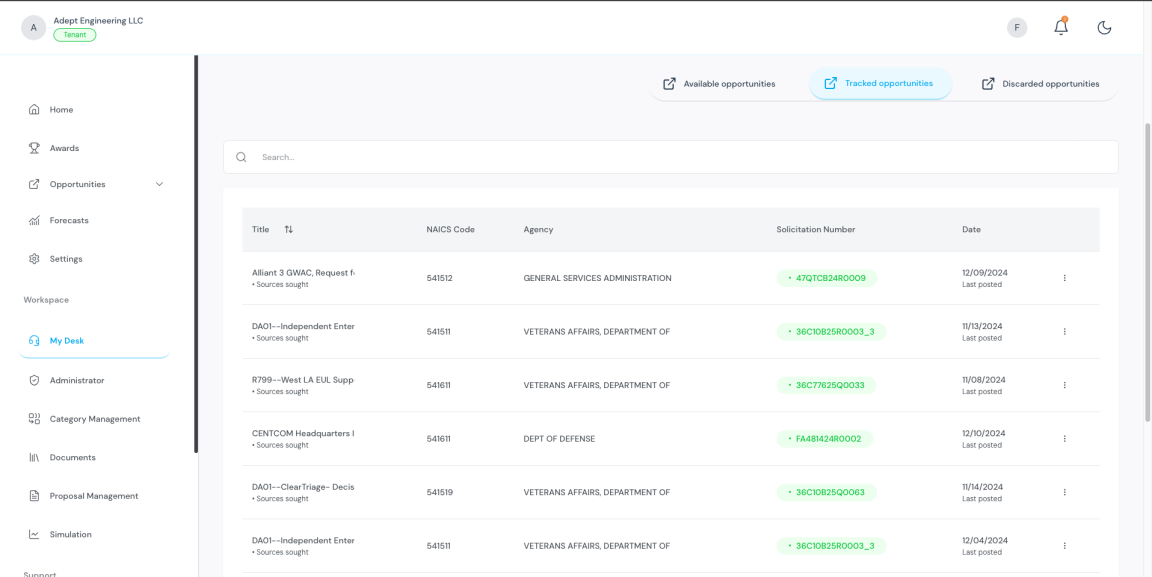 A
Adept Engineering LLC
Tenant
F
Available opportunities
Tracked opportunities
Discarded opportunities
Home
Awards
Opportunities
Forecasts
Settings
Workspace
My Desk
Administrator
Category Management
Documents
Proposal Management
Simulation
Support
Search...
Title NAICS Code Agency Solicitation Number Date
Alliant 3 GWAC, Request f
• Sources sought
541512 GENERAL SERVICES ADMINISTRATION • 47QTCB24R0009 12/09/2024
Last posted
DA01--Independent Enter
• Sources sought
541511 VETERANS AFFAIRS, DEPARTMENT OF • 36C10B25R0003_3 11/13/2024
Last posted
R799--West LA EUL Supp
• Sources sought
541611 VETERANS AFFAIRS, DEPARTMENT OF • 36C77625Q0033 11/08/2024
Last posted
CENTCOM Headquarters I
• Sources sought
541611 DEPT OF DEFENSE • FA481424R0002 12/10/2024
Last posted
DA01--ClearTriage- Decis
• Sources sought
541519 VETERANS AFFAIRS, DEPARTMENT OF • 36C10B25Q0063 11/14/2024
Last posted
DA01--Independent Enter
• Sources sought
541511 VETERANS AFFAIRS, DEPARTMENT OF • 36C10B25R0003_3 12/04/2024
Last posted